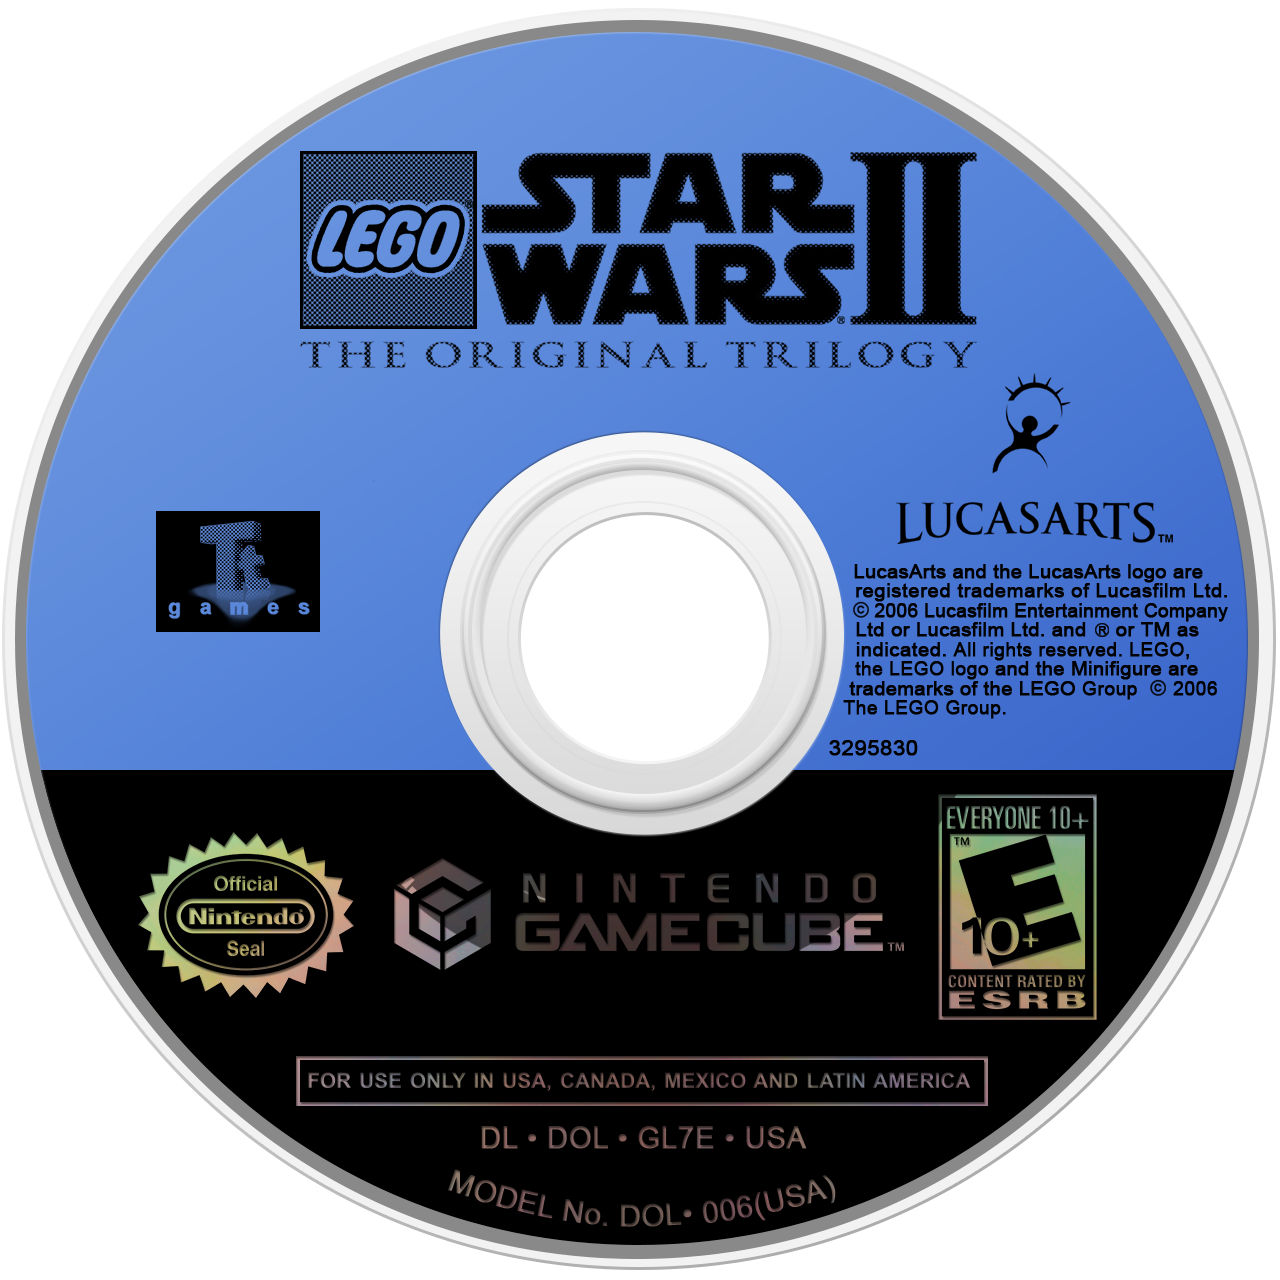 LEGO®
STAR
WARS® II
THE ORIGINAL TRILOGY
LUCASARTS™
TT
games
LucasArts and the LucasArts logo are
registered trademarks of Lucasfilm Ltd.
© 2006 Lucasfilm Entertainment Company
Ltd or Lucasfilm Ltd. and ® or TM as
indicated. All rights reserved. LEGO,
the LEGO logo and the Minifigure are
trademarks of the LEGO Group © 2006
The LEGO Group.
3295830
Official
Nintendo®
Seal
NINTENDO
GAMECUBE™
EVERYONE 10+
™
E
10+
CONTENT RATED BY
ESRB
FOR USE ONLY IN USA, CANADA, MEXICO AND LATIN AMERICA
DL • DOL • GL7E • USA
MODEL No. DOL• 006(USA)